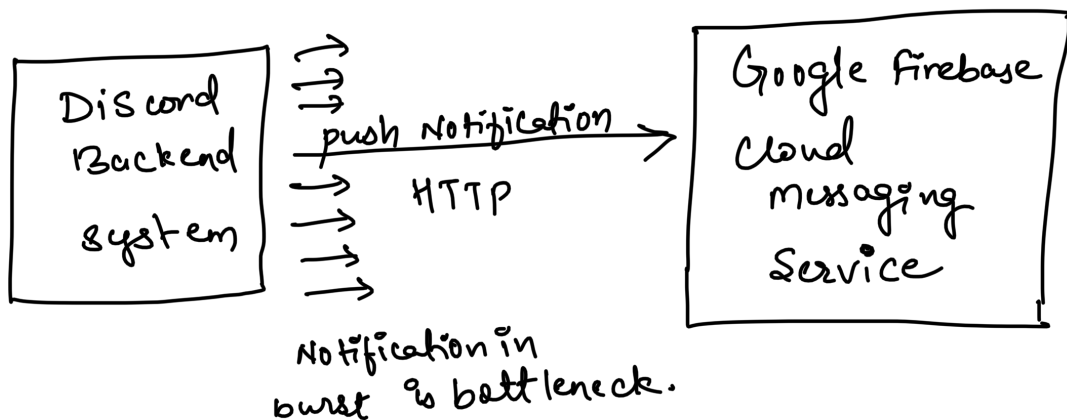 Discord
Backend
system
push Notification
HTTP
Google Firebase
Cloud
Messaging
Service
Notification in
burst is bottleneck.